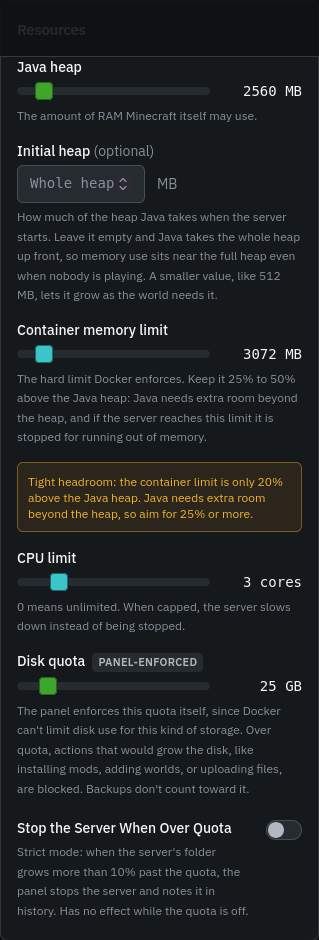 Resources
Java heap
2560 MB
The amount of RAM Minecraft itself may use.
Initial heap (optional)
Whole heap
MB
How much of the heap Java takes when the server
starts. Leave it empty and Java takes the whole heap
up front, so memory use sits near the full heap even
when nobody is playing. A smaller value, like 512
MB, lets it grow as the world needs it.
Container memory limit
3072 MB
The hard limit Docker enforces. Keep it 25% to 50%
above the Java heap: Java needs extra room beyond
the heap, and if the server reaches this limit it is
stopped for running out of memory.
Tight headroom: the container limit is only 20%
above the Java heap. Java needs extra room
beyond the heap, so aim for 25% or more.
CPU limit
3 cores
0 means unlimited. When capped, the server slows
down instead of being stopped.
Disk quota PANEL-ENFORCED
25 GB
The panel enforces this quota itself, since Docker
can't limit disk use for this kind of storage. Over
quota, actions that would grow the disk, like
installing mods, adding worlds, or uploading files,
are blocked. Backups don't count toward it.
Stop the Server When Over Quota
Strict mode: when the server's folder
grows more than 10% past the quota, the
panel stops the server and notes it in
history. Has no effect while the quota is off.